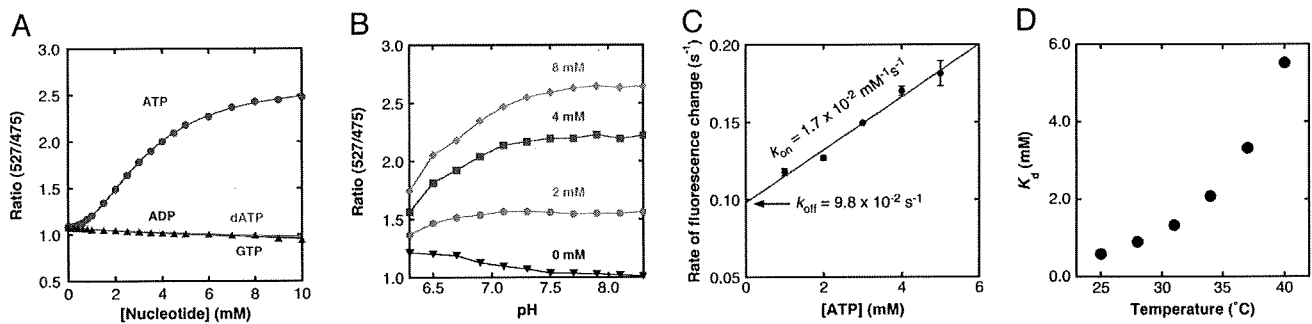 A
3.0
2.5
2.0
1.5
1.0
0.5
Ratio (527/475)
ATP
ADP
dATP
GTP
0
2
4
6
8
10
[Nucleotide] (mM)
B
3.0
2.5
2.0
1.5
1.0
Ratio (527/475)
8 mM
4 mM
2 mM
0 mM
6.5
7.0
7.5
8.0
pH
C
0.20
0.15
0.10
0.05
Rate of fluorescence change (s⁻¹)
kon = 1.7 x 10⁻² mM⁻¹s⁻¹
koff = 9.8 x 10⁻² s⁻¹
0
2
4
6
[ATP] (mM)
D
6.0
4.0
2.0
0.0
Kd (mM)
25
30
35
40
Temperature (˚C)